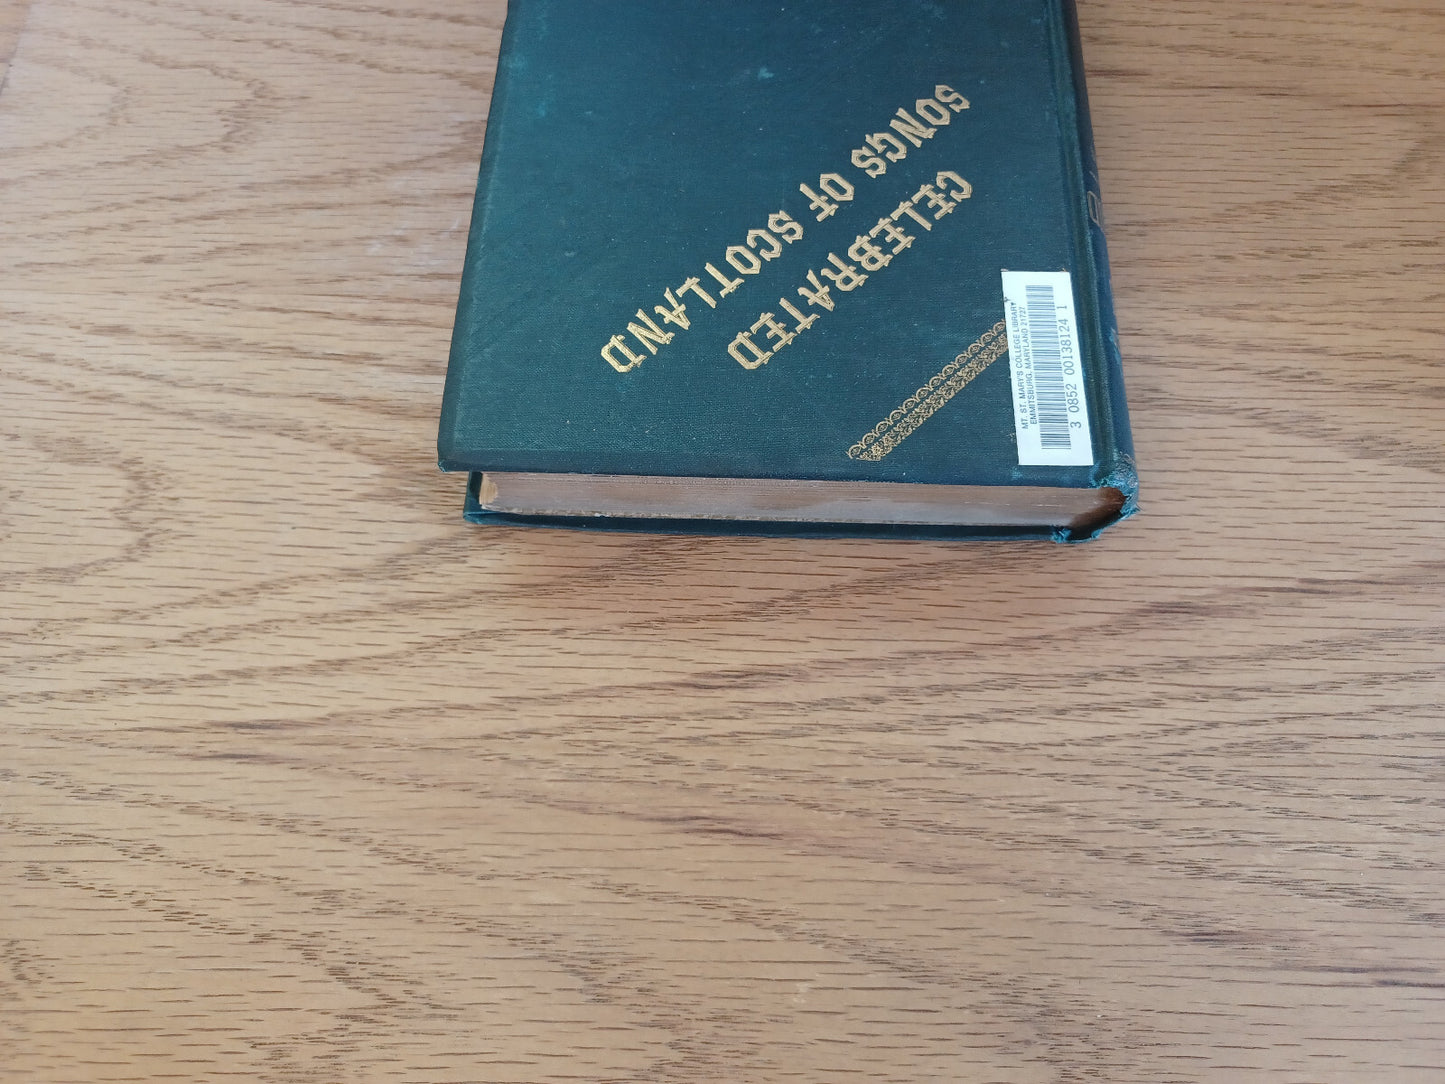 CELEBRATED
SONGS OF SCOTLAND
MT. ST. MARY'S COLLEGE LIBRARY
EMMITSBURG, MARYLAND 21727
3 0852 00138124 1